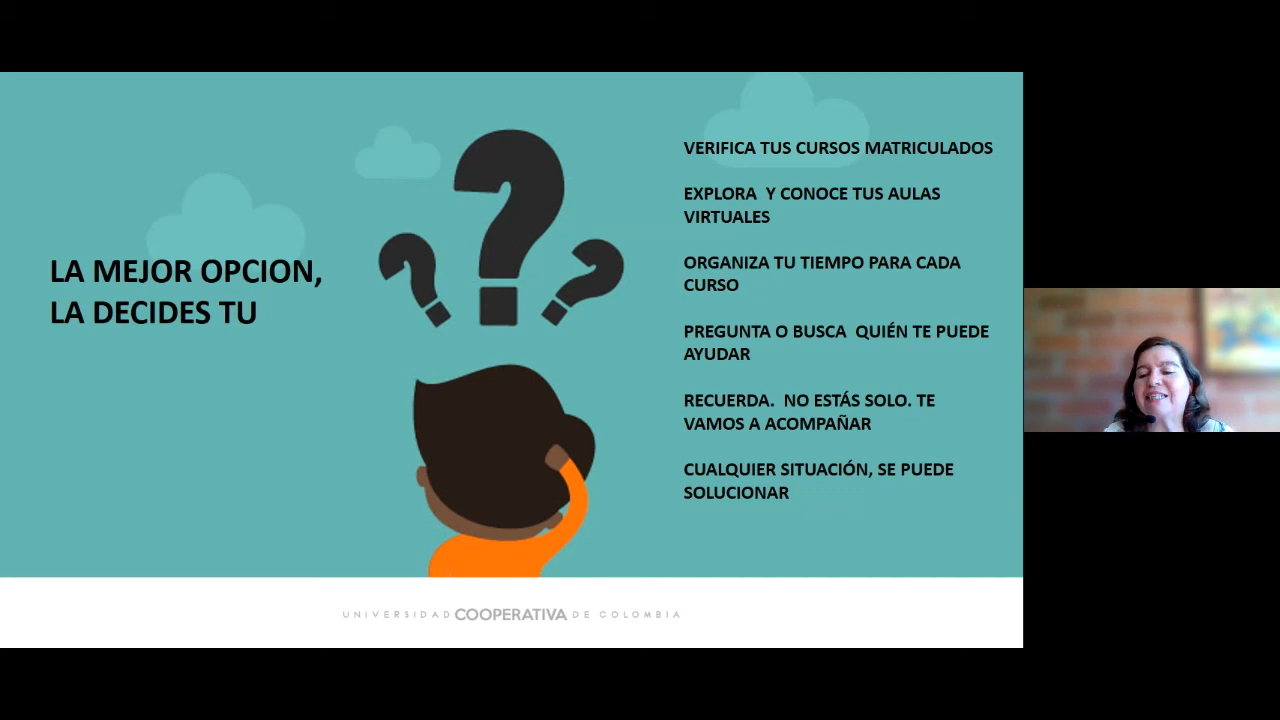 LA MEJOR OPCION,
LA DECIDES TU
VERIFICA TUS CURSOS MATRICULADOS
EXPLORA  Y CONOCE TUS AULAS
VIRTUALES
ORGANIZA TU TIEMPO PARA CADA
CURSO
PREGUNTA O BUSCA  QUIÉN TE PUEDE
AYUDAR
RECUERDA.  NO ESTÁS SOLO. TE
VAMOS A ACOMPAÑAR
CUALQUIER SITUACIÓN, SE PUEDE
SOLUCIONAR
UNIVERSIDAD COOPERATIVA DE COLOMBIA